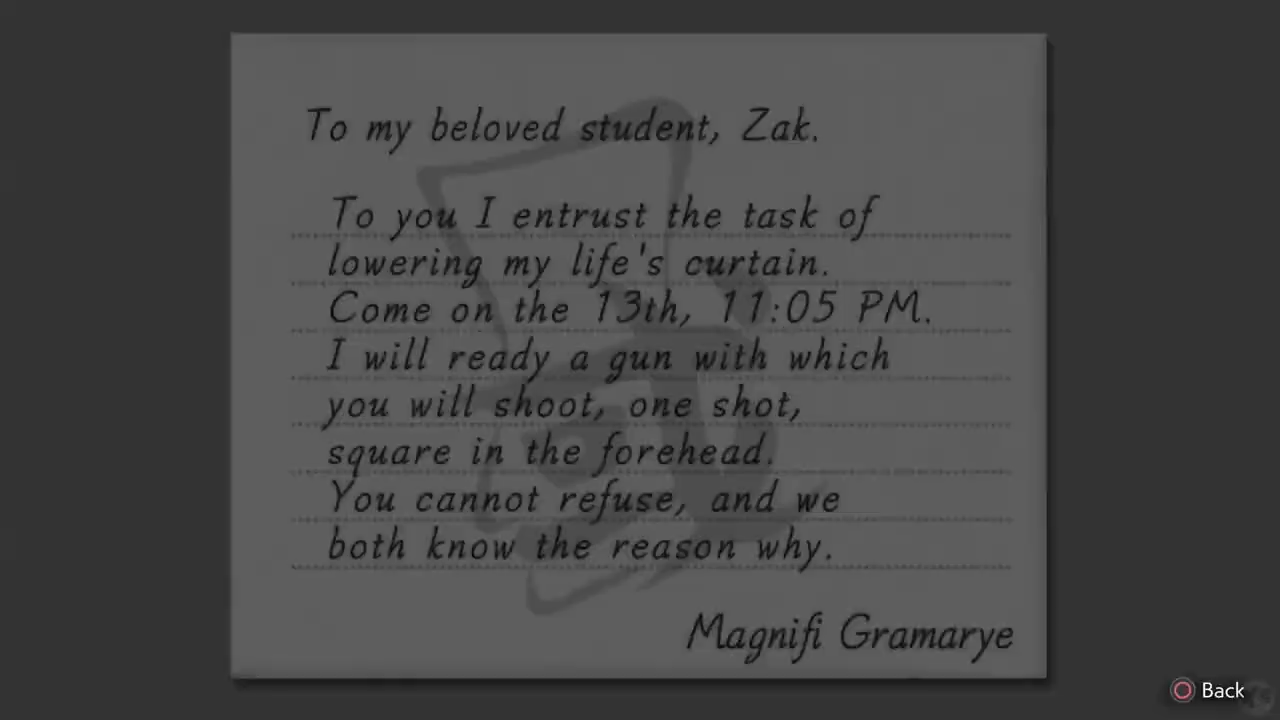 To my beloved student, Zak.
To you I entrust the task of
lowering my life's curtain.
Come on the 13th, 11:05 PM.
I will ready a gun with which
you will shoot, one shot,
square in the forehead.
You cannot refuse, and we
both know the reason why.
Magnifi Gramarye
Back